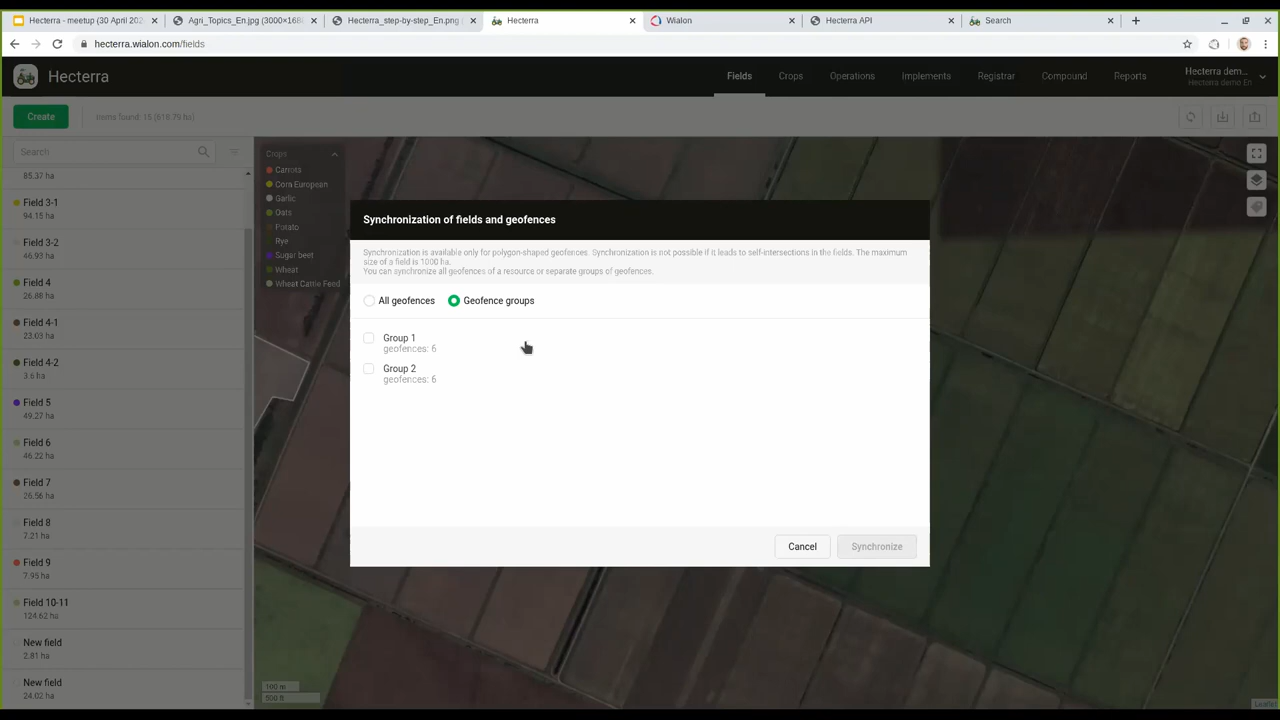 Hecterra - meetup (30 April 202
Agri_Topics_En.jpg (3000×168
Hecterra_step-by-step_En.png (
Hecterra
Wialon
Hecterra API
Search
hecterra.wialon.com/fields
Hecterra
Fields
Crops
Operations
Implements
Registrar
Compound
Reports
Hecterra dem...
Hecterra demo En
Create
Items found: 15 (618.79 ha)
Search
85.37 ha
Field 3-1
94.15 ha
Field 3-2
46.93 ha
Field 4
26.88 ha
Field 4-1
23.03 ha
Field 4-2
3.6 ha
Field 5
49.27 ha
Field 6
46.22 ha
Field 7
26.56 ha
Field 8
7.21 ha
Field 9
7.95 ha
Field 10-11
124.62 ha
New field
2.81 ha
New field
24.02 ha
Crops
Carrots
Corn European
Garlic
Oats
Potato
Rye
Sugar beet
Wheat
Wheat Cattle Feed
Synchronization of fields and geofences
Synchronization is available only for polygon-shaped geofences. Synchronization is not possible if it leads to self-intersections in the fields. The maximum
size of a field is 1000 ha.
You can synchronize all geofences of a resource or separate groups of geofences.
All geofences
Geofence groups
Group 1
geofences: 6
Group 2
geofences: 6
Cancel
Synchronize
100 m
500 ft
Leaflet